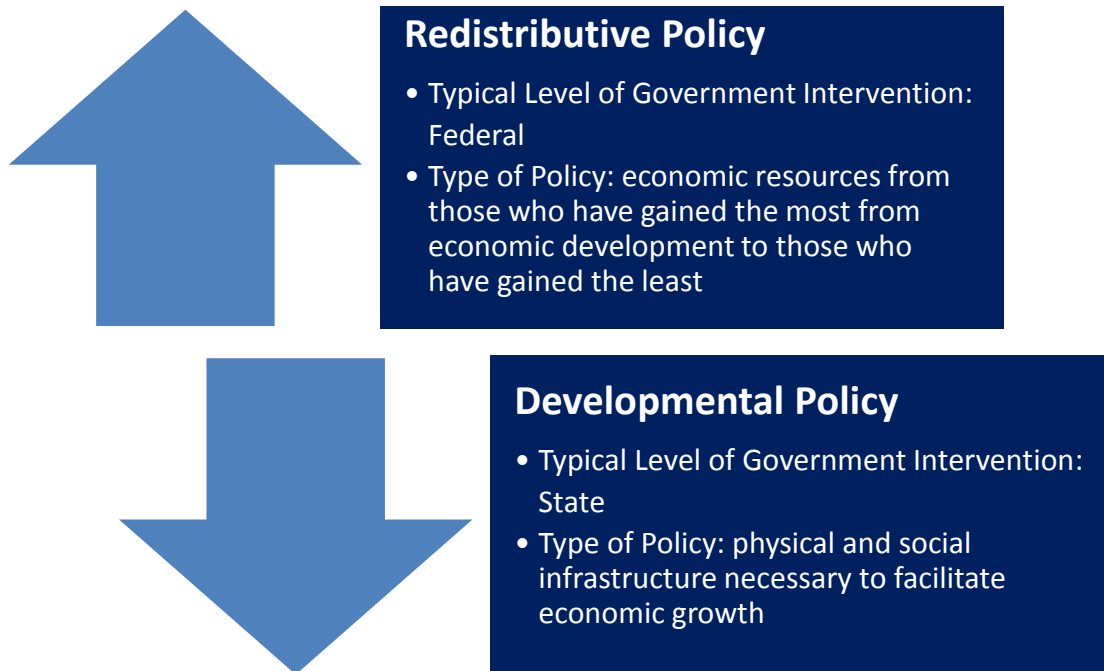 Redistributive Policy
• Typical Level of Government Intervention:
Federal
• Type of Policy: economic resources from
those who have gained the most from
economic development to those who
have gained the least
Developmental Policy
• Typical Level of Government Intervention:
State
• Type of Policy: physical and social
infrastructure necessary to facilitate
economic growth